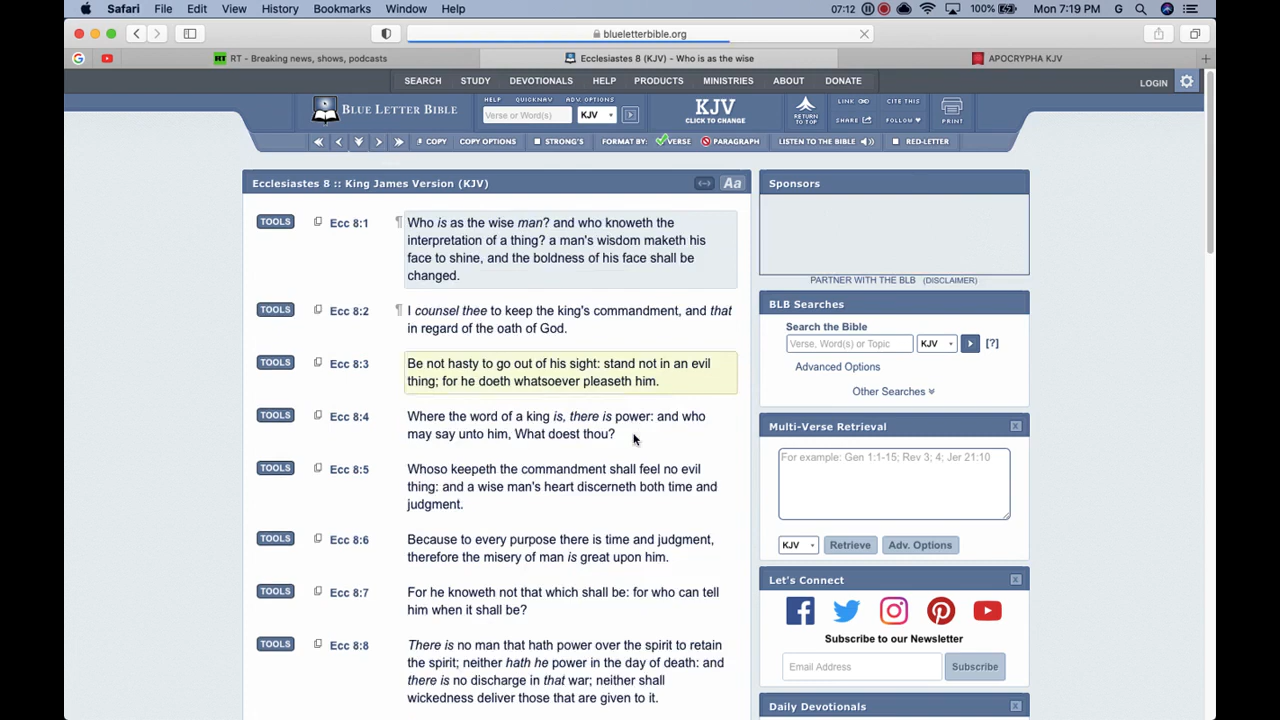 Safari File Edit View History Bookmarks Window Help 07:12 100% Mon 7:19 PM G
blueletterbible.org
RT - Breaking news, shows, podcasts Ecclesiastes 8 (KJV) - Who is as the wise APOCRYPHA KJV
SEARCH STUDY DEVOTIONALS HELP PRODUCTS MINISTRIES ABOUT DONATE LOGIN
BLUE LETTER BIBLE
HELP QUICKNAV ADV. OPTIONS
Verse or Word(s) KJV
KJV
CLICK TO CHANGE
RETURN
TO TOP
LINK CITE THIS
SHARE FOLLOW PRINT
COPY COPY OPTIONS STRONG'S FORMAT BY: VERSE PARAGRAPH LISTEN TO THE BIBLE RED-LETTER
Ecclesiastes 8 :: King James Version (KJV) Aa
TOOLS Ecc 8:1 ¶ Who is as the wise man? and who knoweth the
interpretation of a thing? a man's wisdom maketh his
face to shine, and the boldness of his face shall be
changed.
TOOLS Ecc 8:2 ¶ I counsel thee to keep the king's commandment, and that
in regard of the oath of God.
TOOLS Ecc 8:3 Be not hasty to go out of his sight: stand not in an evil
thing; for he doeth whatsoever pleaseth him.
TOOLS Ecc 8:4 Where the word of a king is, there is power: and who
may say unto him, What doest thou?
TOOLS Ecc 8:5 Whoso keepeth the commandment shall feel no evil
thing: and a wise man's heart discerneth both time and
judgment.
TOOLS Ecc 8:6 Because to every purpose there is time and judgment,
therefore the misery of man is great upon him.
TOOLS Ecc 8:7 For he knoweth not that which shall be: for who can tell
him when it shall be?
TOOLS Ecc 8:8 There is no man that hath power over the spirit to retain
the spirit; neither hath he power in the day of death: and
there is no discharge in that war; neither shall
wickedness deliver those that are given to it.
Sponsors
PARTNER WITH THE BLB (DISCLAIMER)
BLB Searches
Search the Bible
Verse, Word(s) or Topic KJV [?]
Advanced Options
Other Searches
Multi-Verse Retrieval X
For example: Gen 1:1-15; Rev 3; 4; Jer 21:10
KJV Retrieve Adv. Options
Let's Connect X
Subscribe to our Newsletter
Email Address Subscribe
Daily Devotionals X